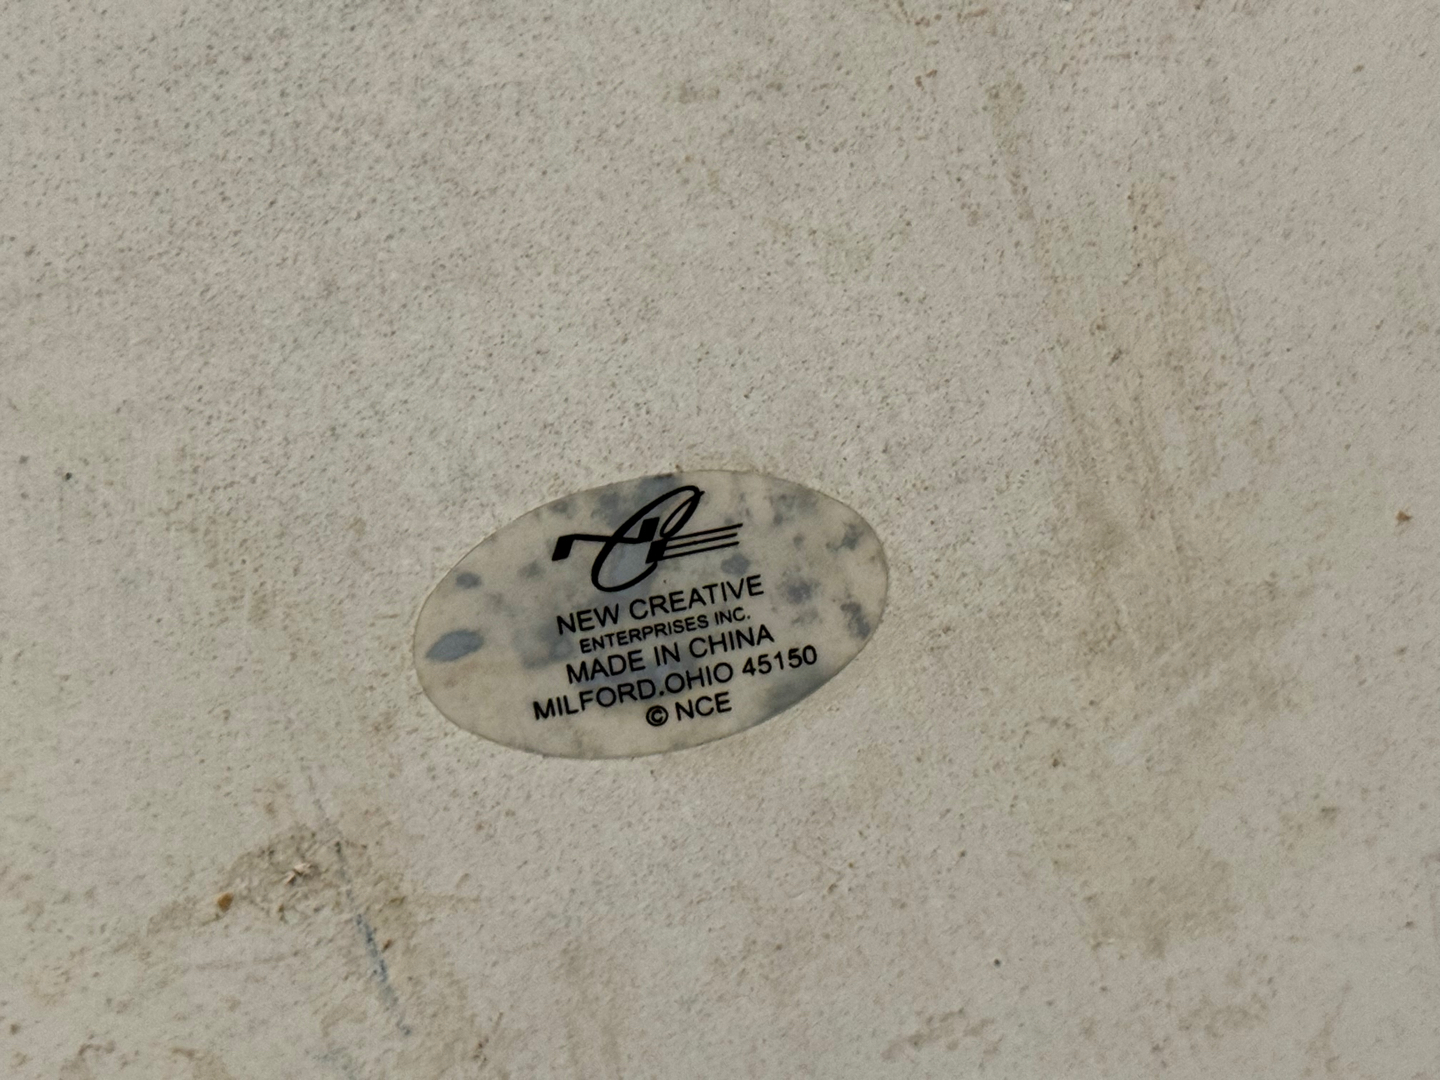 NEW CREATIVE
ENTERPRISES INC.
MADE IN CHINA
MILFORD.OHIO 45150
© NCE